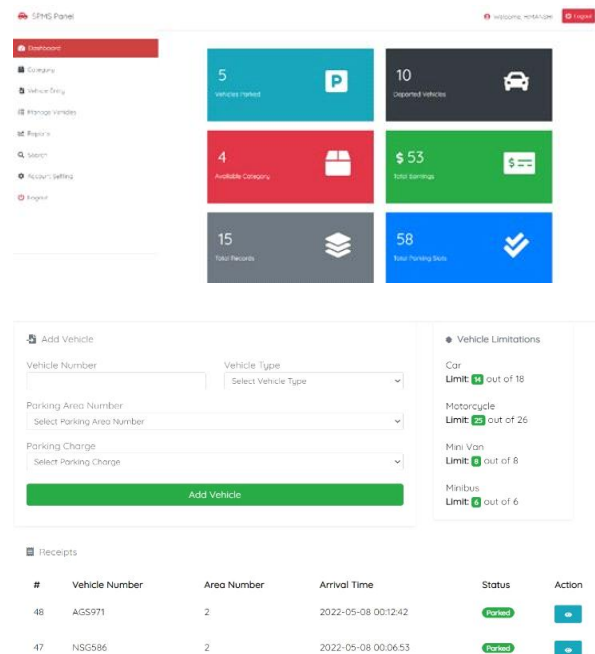 SPMS Panel
Welcome, HIMANSHI
Logout
Dashboard
Category
Vehicle Entry
Manage Vehicles
Reports
Search
Account Setting
Logout
5
Vehicles Parked
P
10
Departed Vehicles
4
Available Category
$ 53
Total Earnings
15
Total Records
58
Total Parking Slots
Add Vehicle
Vehicle Number
Vehicle Type
Select Vehicle Type
Parking Area Number
Select Parking Area Number
Parking Charge
Select Parking Charge
Add Vehicle
Vehicle Limitations
Car
Limit: 14 out of 18
Motorcycle
Limit: 25 out of 26
Mini Van
Limit: 8 out of 8
Minibus
Limit: 6 out of 6
Receipts
# Vehicle Number Area Number Arrival Time Status Action
48 AGS971 2 2022-05-08 00:12:42 Parked
47 NSG586 2 2022-05-08 00:06:53 Parked